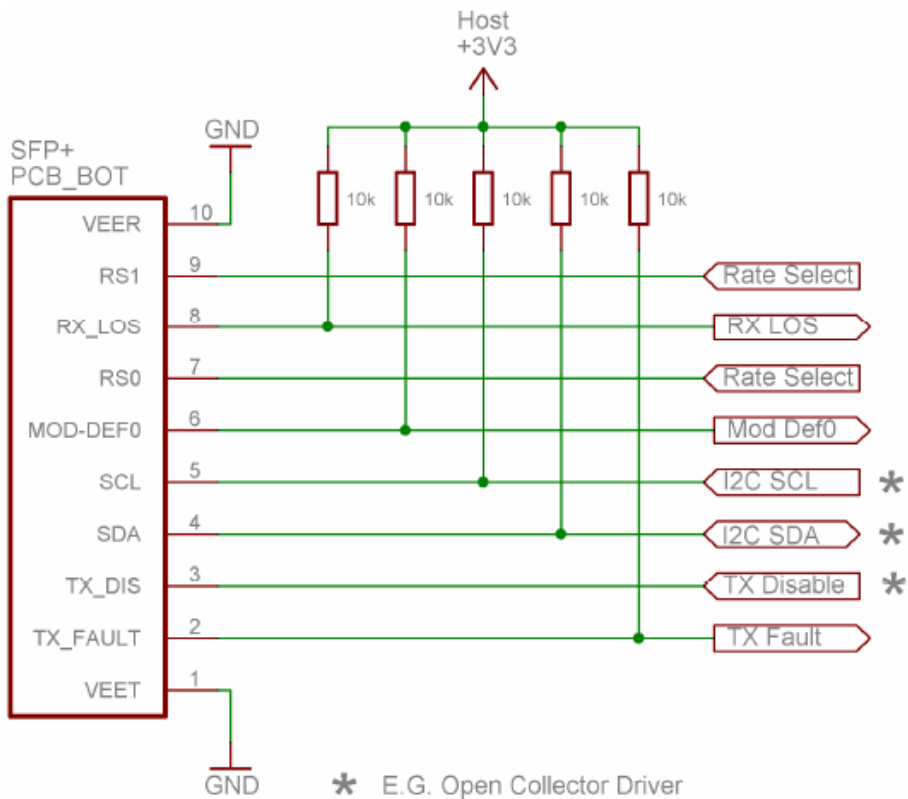 Host
+3V3
GND
SFP+
PCB_BOT
10k 10k 10k 10k 10k
VEER 10
RS1 9 Rate Select
RX_LOS 8 RX LOS
RS0 7 Rate Select
MOD-DEF0 6 Mod Def0
SCL 5 I2C SCL *
SDA 4 I2C SDA *
TX_DIS 3 TX Disable *
TX_FAULT 2 TX Fault
VEET 1
GND
* E.G. Open Collector Driver